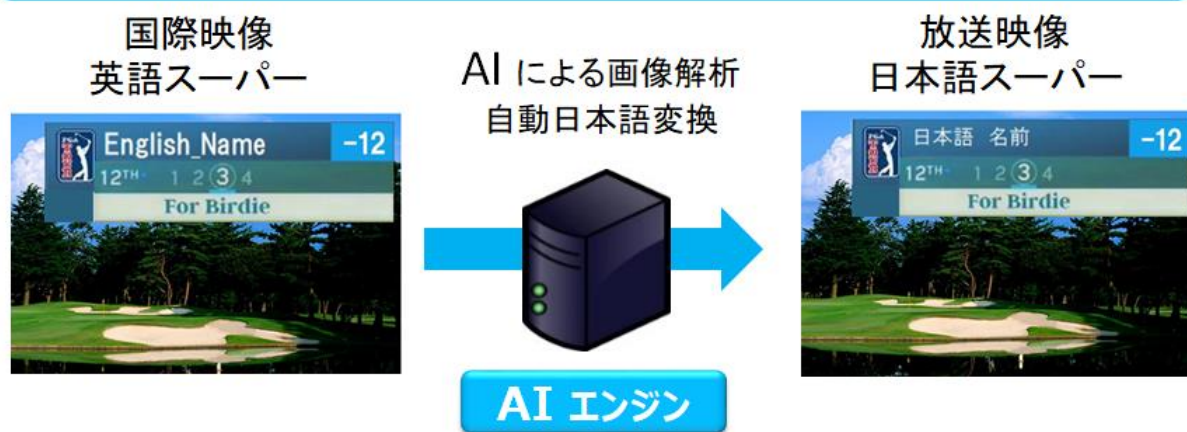 国際映像
英語スーパー
English_Name
-12
12TH
1 2 3 4
For Birdie
AI による画像解析
自動日本語変換
AI エンジン
放送映像
日本語スーパー
日本語 名前
-12
12TH
1 2 3 4
For Birdie